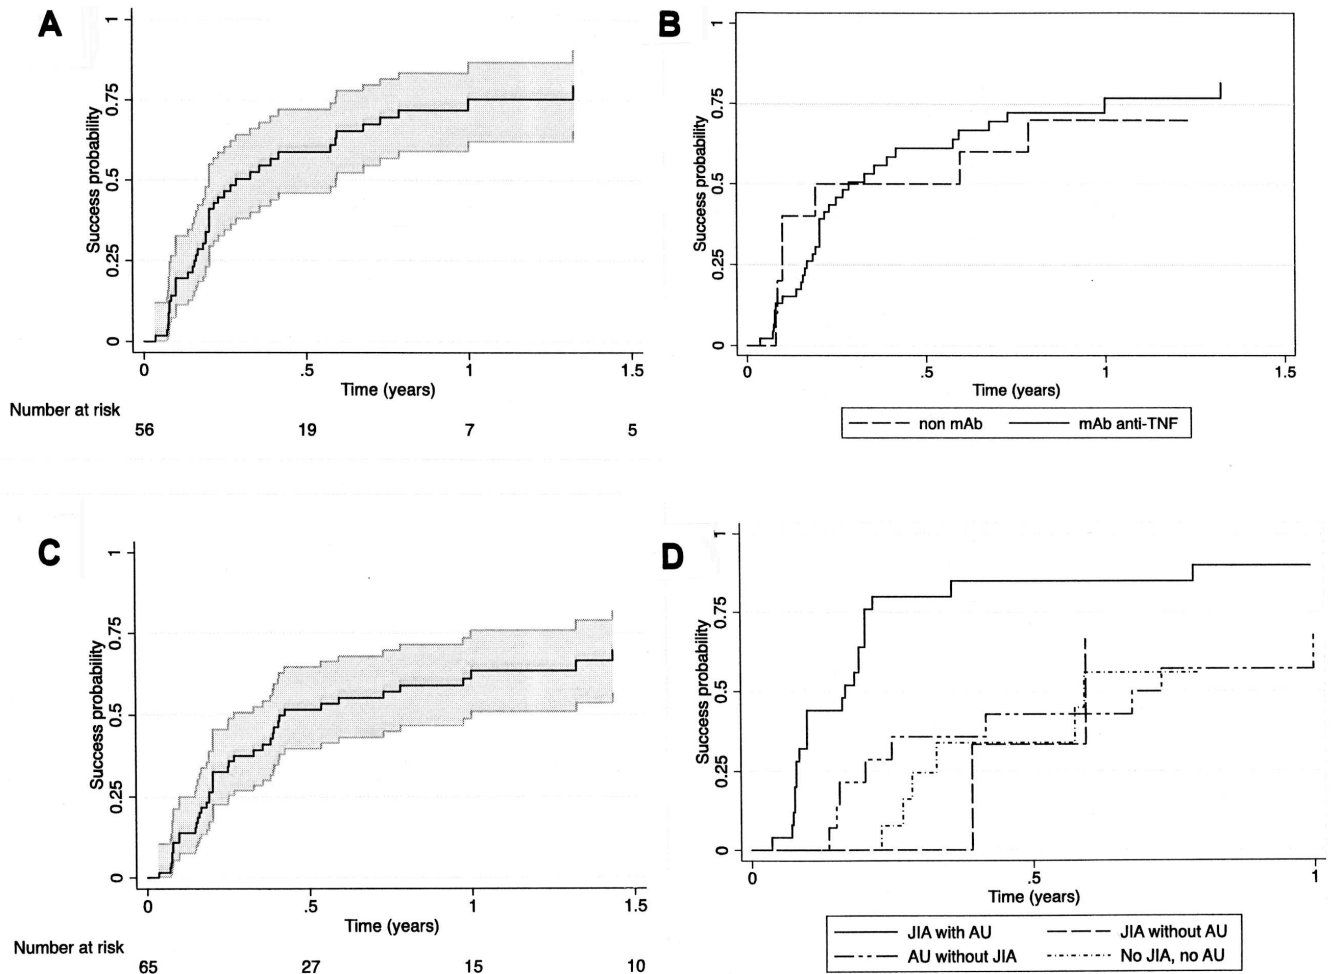 A
1
0.75
0.5
0.25
0
Success probability
0 .5 1 1.5
Time (years)
Number at risk
56 19 7 5
B
1
0.75
0.5
0.25
0
Success probability
0 .5 1 1.5
Time (years)
non mAb mAb anti-TNF
C
1
0.75
0.5
0.25
0
Success probability
0 .5 1 1.5
Time (years)
Number at risk
65 27 15 10
D
1
0.75
0.5
0.25
0
Success probability
0 .5 1
Time (years)
JIA with AU JIA without AU
AU without JIA No JIA, no AU